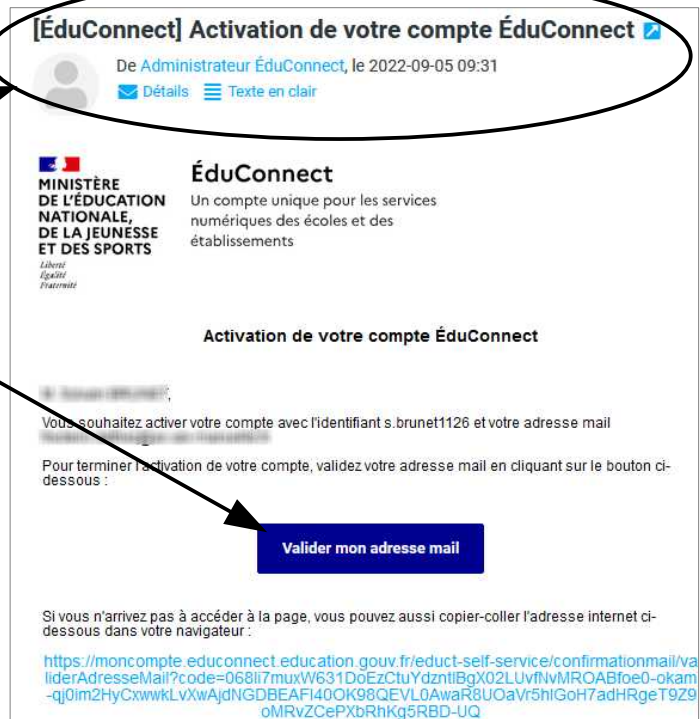 [ÉduConnect] Activation de votre compte ÉduConnect
De Administrateur ÉduConnect, le 2022-09-05 09:31
Détails Texte en clair
MINISTÈRE
DE L'ÉDUCATION
NATIONALE,
DE LA JEUNESSE
ET DES SPORTS
Liberté
Égalité
Fraternité
ÉduConnect
Un compte unique pour les services
numériques des écoles et des
établissements
Activation de votre compte ÉduConnect
Vous souhaitez activer votre compte avec l'identifiant s.brunet1126 et votre adresse mail
Pour terminer l'activation de votre compte, validez votre adresse mail en cliquant sur le bouton ci-
dessous :
Valider mon adresse mail
Si vous n'arrivez pas à accéder à la page, vous pouvez aussi copier-coller l'adresse internet ci-
dessous dans votre navigateur :
https://moncompte.educonnect.education.gouv.fr/educt-self-service/confirmationmail/va
liderAdresseMail?code=068li7muxW631DoEzCtuYdzntlBgX02LUvfNvMROABfoe0-okam
-qj0im2HyCxwwkLvXwAjdNGDBEAFI40OK98QEVL0AwaR8UOaVr5hlGoH7adHRgeT9Z9
oMRvZCePXbRhKg5RBD-UQ